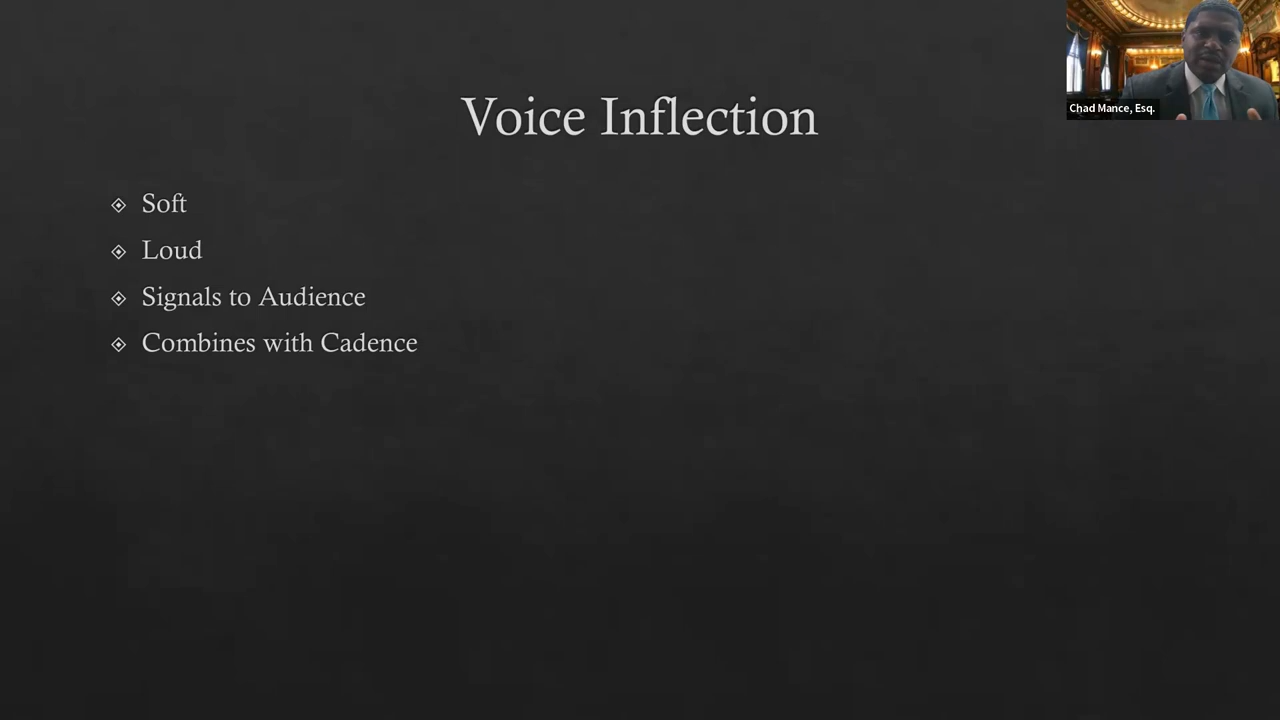 Chad Mance, Esq.
Voice Inflection
Soft
Loud
Signals to Audience
Combines with Cadence